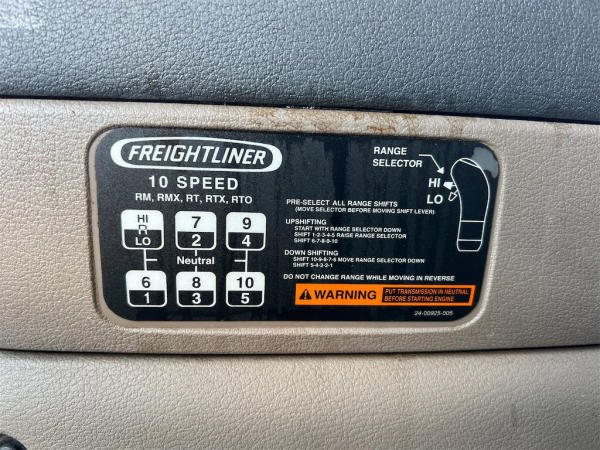 FREIGHTLINER
10 SPEED
RM, RMX, RT, RTX, RTO
HI
R
LO
7
2
9
4
Neutral
6
1
8
3
10
5
RANGE
SELECTOR
HI
LO
PRE-SELECT ALL RANGE SHIFTS
(MOVE SELECTOR BEFORE MOVING SHIFT LEVER)
UPSHIFTING
START WITH RANGE SELECTOR DOWN
SHIFT 1-2-3-4-5 RAISE RANGE SELECTOR
SHIFT 6-7-8-9-10
DOWN SHIFTING
SHIFT 10-9-8-7-6 MOVE RANGE SELECTOR DOWN
SHIFT 5-4-3-2-1
DO NOT CHANGE RANGE WHILE MOVING IN REVERSE
WARNING
PUT TRANSMISSION IN NEUTRAL
BEFORE STARTING ENGINE
24-00925-005